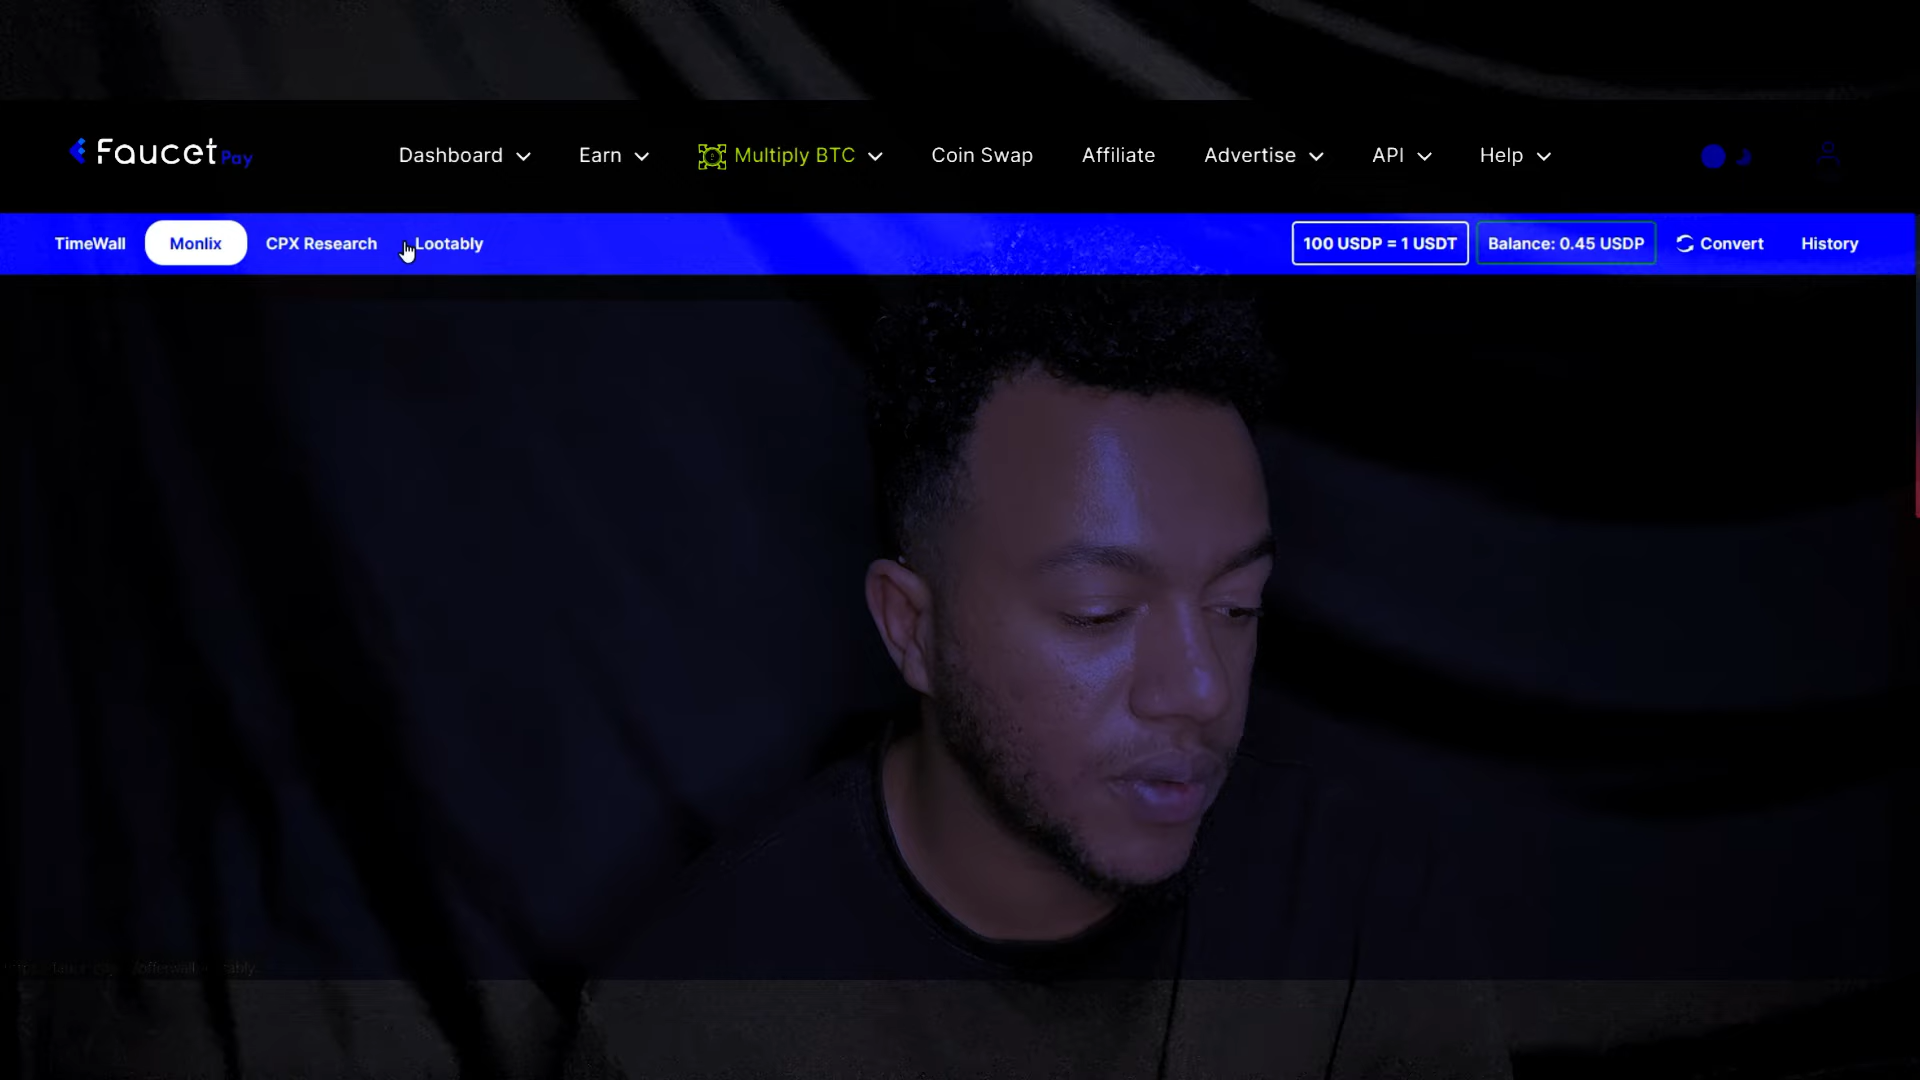 Faucet Pay
Dashboard Earn Multiply BTC Coin Swap Affiliate Advertise API Help
TimeWall Monlix CPX Research Lootably 100 USDP = 1 USDT Balance: 0.45 USDP Convert History